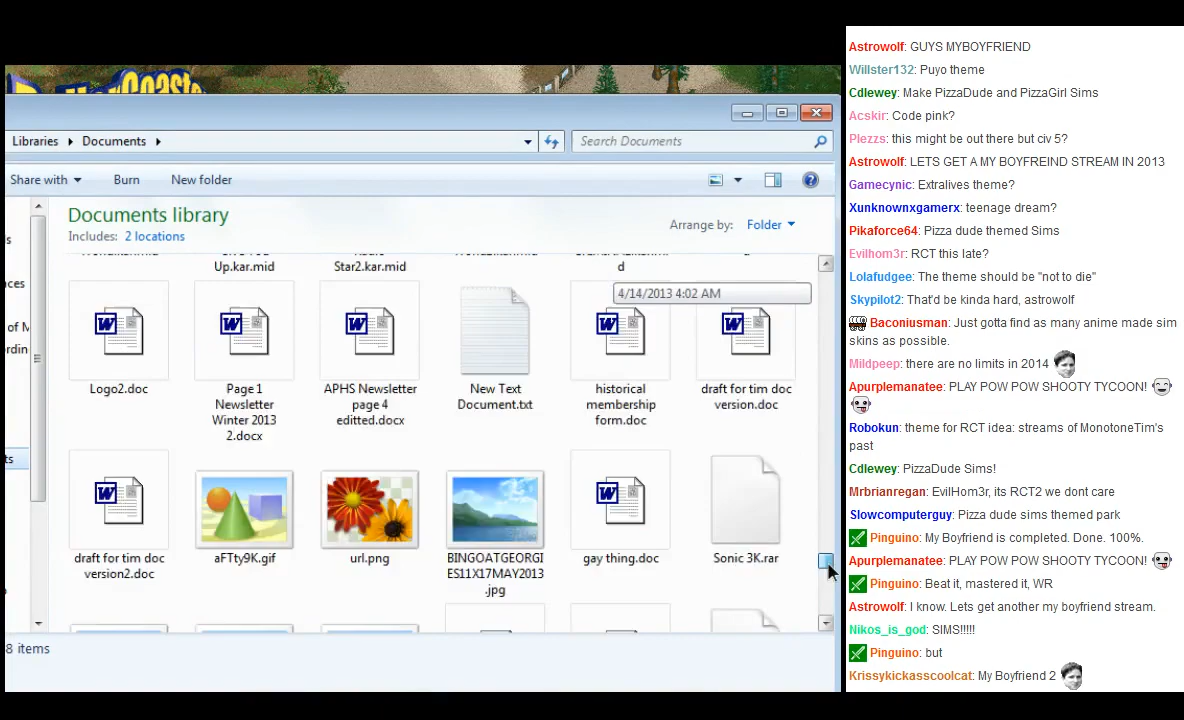 Libraries ▸ Documents ▸
Search Documents
Share with
Burn
New folder
Documents library
Includes: 2 locations
Arrange by: Folder
Up.kar.mid
Star2.kar.mid
d
4/14/2013 4:02 AM
Logo2.doc
Page 1
Newsletter
Winter 2013
2.docx
APHS Newsletter
page 4
editted.docx
New Text
Document.txt
historical
membership
form.doc
draft for tim doc
version.doc
draft for tim doc
version2.doc
aFTty9K.gif
url.png
BINGOATGEORGI
ES11X17MAY2013
.jpg
gay thing.doc
Sonic 3K.rar
8 items
Astrowolf: GUYS MYBOYFRIEND
Willster132: Puyo theme
Cdlewey: Make PizzaDude and PizzaGirl Sims
Acskir: Code pink?
Plezzs: this might be out there but civ 5?
Astrowolf: LETS GET A MY BOYFREIND STREAM IN 2013
Gamecynic: Extralives theme?
Xunknownxgamerx: teenage dream?
Pikaforce64: Pizza dude themed Sims
Evilhom3r: RCT this late?
Lolafudgee: The theme should be "not to die"
Skypilot2: That'd be kinda hard, astrowolf
Baconiusman: Just gotta find as many anime made sim
skins as possible.
Mildpeep: there are no limits in 2014
Apurplemanatee: PLAY POW POW SHOOTY TYCOON!
Robokun: theme for RCT idea: streams of MonotoneTim's
past
Cdlewey: PizzaDude Sims!
Mrbrianregan: EvilHom3r, its RCT2 we dont care
Slowcomputerguy: Pizza dude sims themed park
Pinguino: My Boyfriend is completed. Done. 100%.
Apurplemanatee: PLAY POW POW SHOOTY TYCOON!
Pinguino: Beat it, mastered it, WR
Astrowolf: I know. Lets get another my boyfriend stream.
Nikos_is_god: SIMS!!!!!
Pinguino: but
Krissykickasscoolcat: My Boyfriend 2